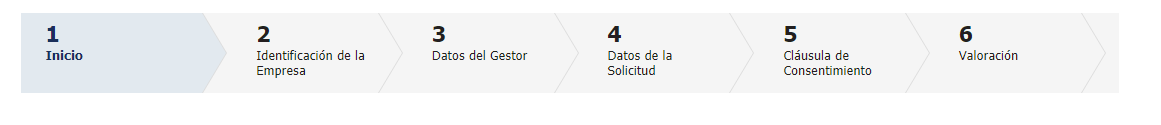 1
Inicio
2
Identificación de la
Empresa
3
Datos del Gestor
4
Datos de la
Solicitud
5
Cláusula de
Consentimiento
6
Valoración